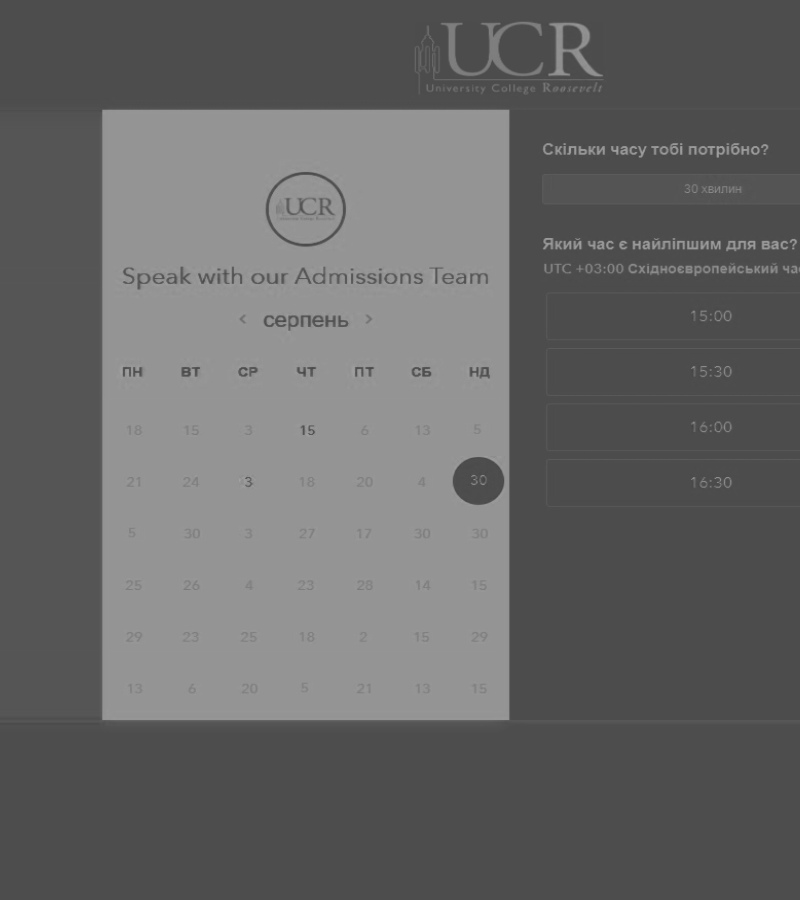 UCR
University College Roosevelt
UCR
Speak with our Admissions Team
< серпень >
ПН ВТ СР ЧТ ПТ СБ НД
18 15 3 15 6 13 5
21 24 3 18 20 4 30
5 30 3 27 17 30 30
25 26 4 23 28 14 15
29 23 25 18 2 15 29
13 6 20 5 21 13 15
Скільки часу тобі потрібно?
30 хвилин
Який час є найліпшим для вас?
UTC +03:00 Східноєвропейський
15:00
15:30
16:00
16:30